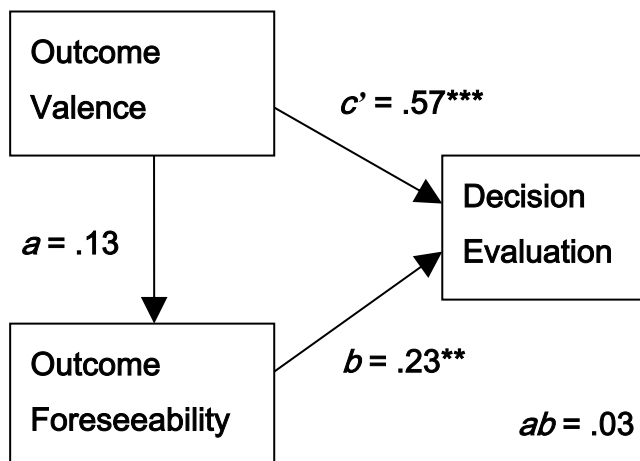 Outcome
Valence
c’ = .57***
Decision
Evaluation
a = .13
Outcome
Foreseeability
b = .23**
ab = .03